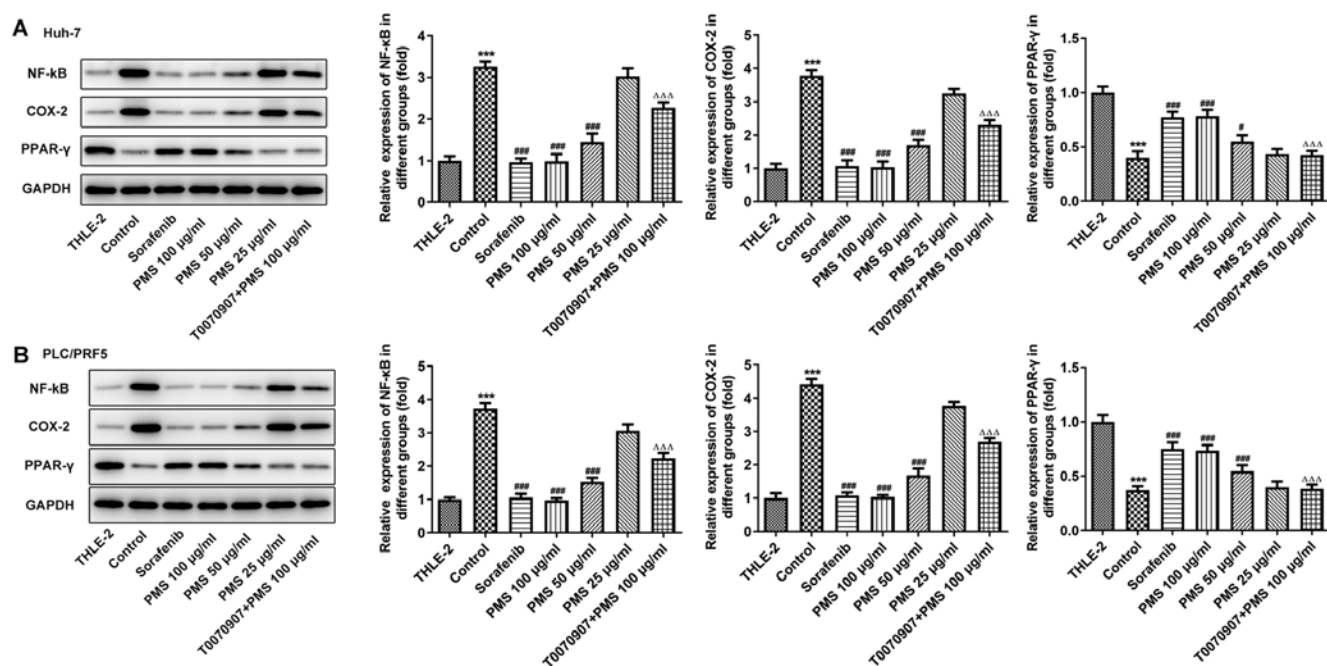 A
Huh-7
NF-kB
COX-2
PPAR-γ
GAPDH
THLE-2
Control
Sorafenib
PMS 100 µg/ml
PMS 50 µg/ml
PMS 25 µg/ml
T0070907+PMS 100 µg/ml
Relative expression of NF-κB in
different groups (fold)
4
3
2
1
0
***
###
###
###
ΔΔΔ
THLE-2
Control
Sorafenib
PMS 100 µg/ml
PMS 50 µg/ml
PMS 25 µg/ml
T0070907+PMS 100 µg/ml
Relative expression of COX-2 in
different groups (fold)
5
4
3
2
1
0
***
###
###
###
ΔΔΔ
THLE-2
Control
Sorafenib
PMS 100 µg/ml
PMS 50 µg/ml
PMS 25 µg/ml
T0070907+PMS 100 µg/ml
Relative expression of PPAR-γ in
different groups (fold)
1.5
1.0
0.5
0.0
***
###
###
#
ΔΔΔ
THLE-2
Control
Sorafenib
PMS 100 µg/ml
PMS 50 µg/ml
PMS 25 µg/ml
T0070907+PMS 100 µg/ml
B
PLC/PRF5
NF-kB
COX-2
PPAR-γ
GAPDH
THLE-2
Control
Sorafenib
PMS 100 µg/ml
PMS 50 µg/ml
PMS 25 µg/ml
T0070907+PMS 100 µg/ml
Relative expression of NF-κB in
different groups (fold)
5
4
3
2
1
0
***
###
###
###
ΔΔΔ
THLE-2
Control
Sorafenib
PMS 100 µg/ml
PMS 50 µg/ml
PMS 25 µg/ml
T0070907+PMS 100 µg/ml
Relative expression of COX-2 in
different groups (fold)
5
4
3
2
1
0
***
###
###
###
ΔΔΔ
THLE-2
Control
Sorafenib
PMS 100 µg/ml
PMS 50 µg/ml
PMS 25 µg/ml
T0070907+PMS 100 µg/ml
Relative expression of PPAR-γ in
different groups (fold)
1.5
1.0
0.5
0.0
***
###
###
###
ΔΔΔ
THLE-2
Control
Sorafenib
PMS 100 µg/ml
PMS 50 µg/ml
PMS 25 µg/ml
T0070907+PMS 100 µg/ml